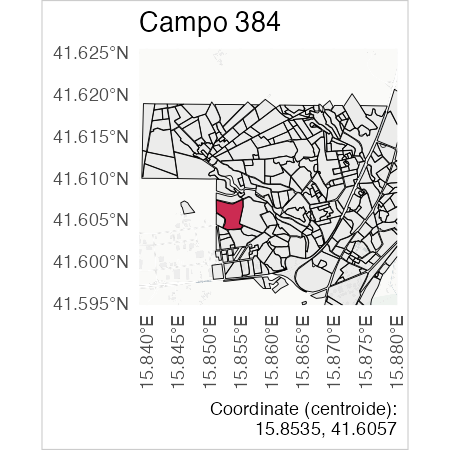 Campo 384
41.625°N
41.620°N
41.615°N
41.610°N
41.605°N
41.600°N
41.595°N
15.840°E
15.845°E
15.850°E
15.855°E
15.860°E
15.865°E
15.870°E
15.875°E
15.880°E
Coordinate (centroide):
15.8535, 41.6057